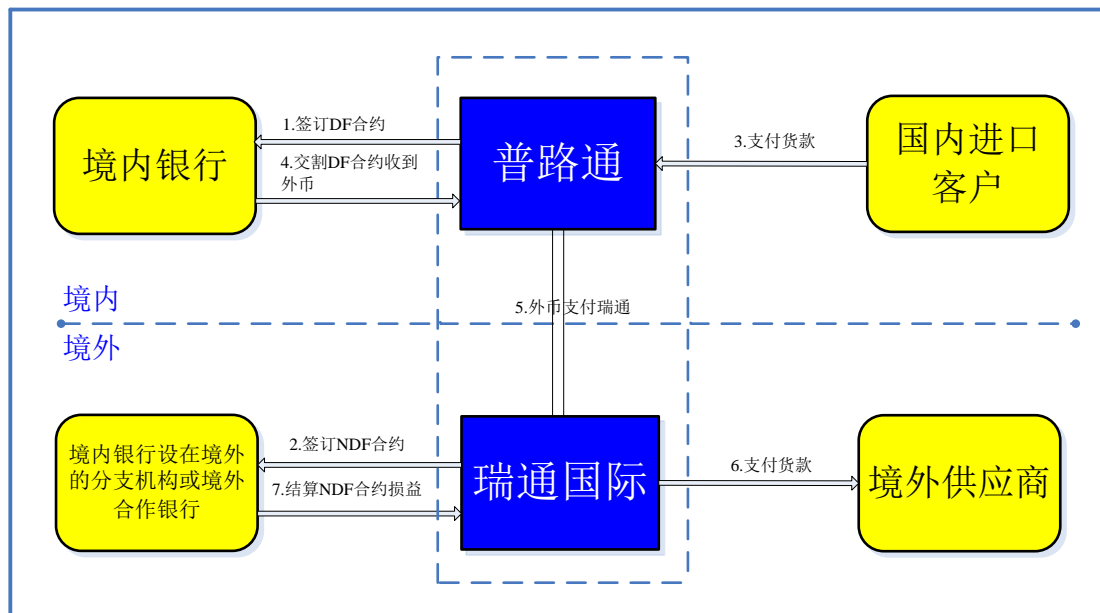 1.签订DF合约
境内银行
4.交割DF合约收到
外币
普路通
3.支付货款
国内进口
客户
境内
5.外币支付瑞通
境外
境内银行设在境外
的分支机构或境外
合作银行
2.签订NDF合约
7.结算NDF合约损益
瑞通国际
6.支付货款
境外供应商